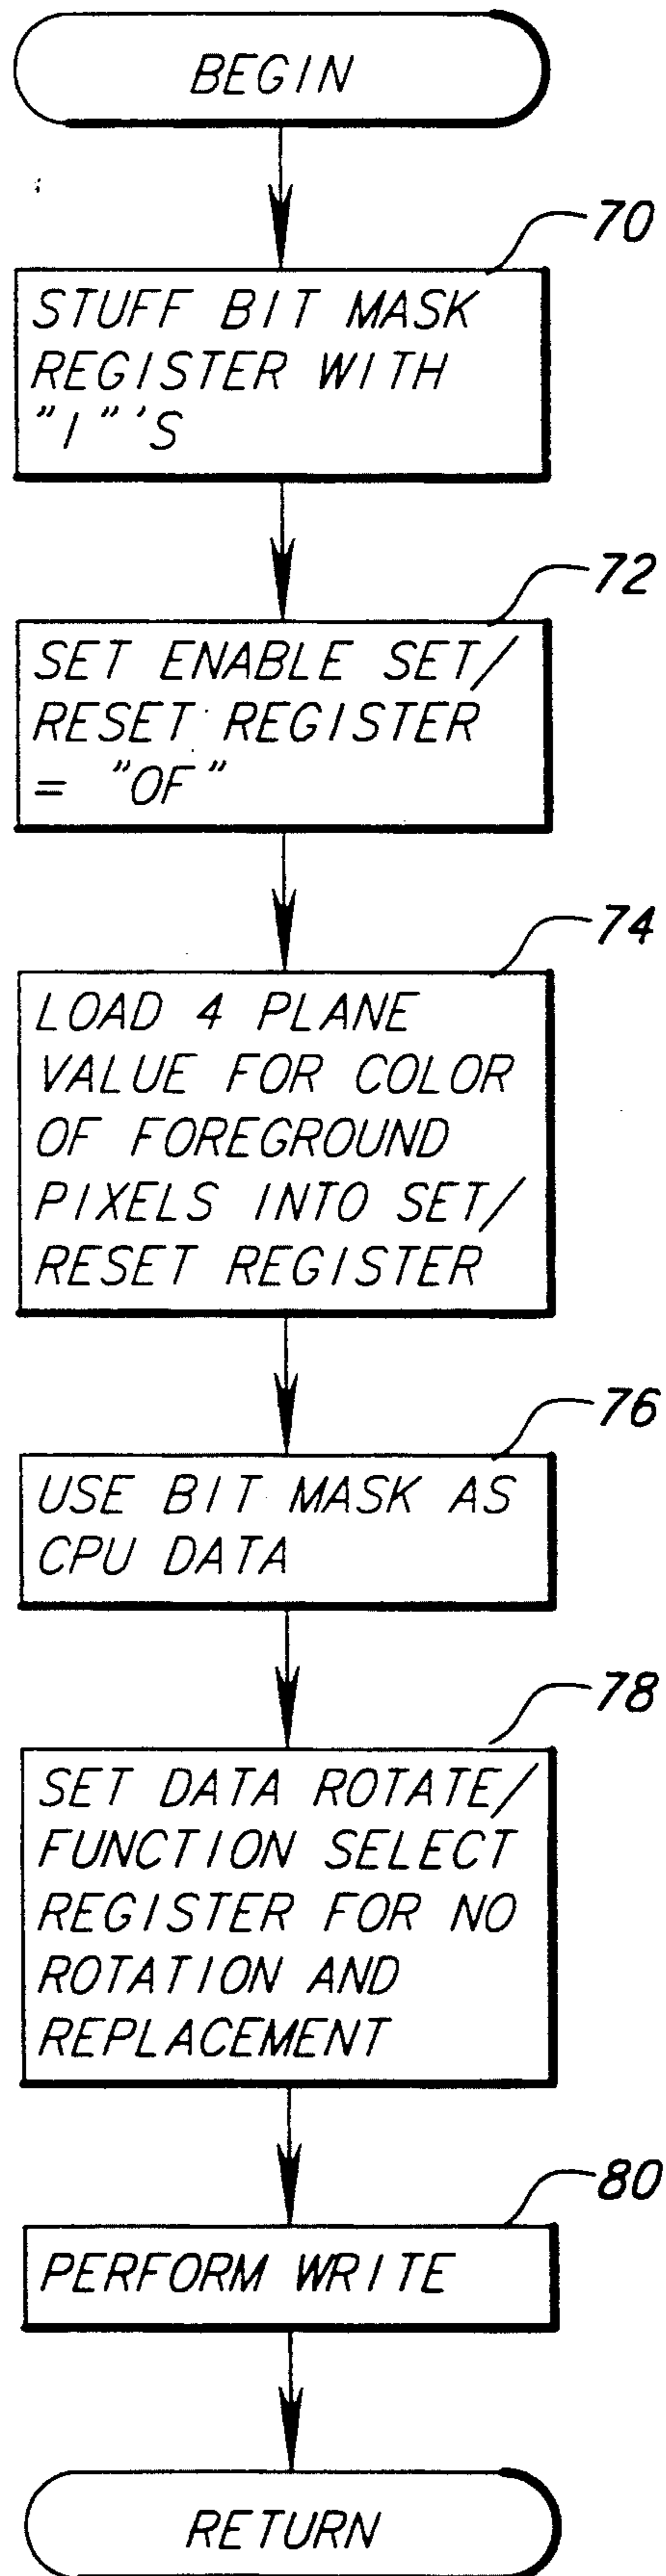 BEGIN
70
STUFF BIT MASK
REGISTER WITH
"1"'S
72
SET ENABLE SET/
RESET REGISTER
= "OF"
74
LOAD 4 PLANE
VALUE FOR COLOR
OF FOREGROUND
PIXELS INTO SET/
RESET REGISTER
76
USE BIT MASK AS
CPU DATA
78
SET DATA ROTATE/
FUNCTION SELECT
REGISTER FOR NO
ROTATION AND
REPLACEMENT
80
PERFORM WRITE
RETURN